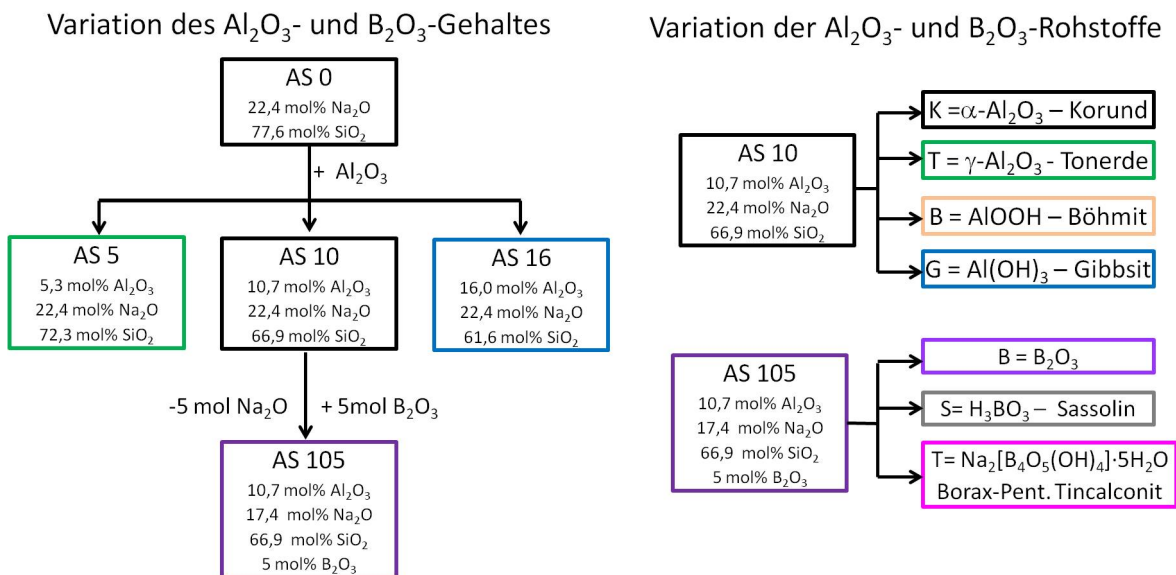 Variation des Al₂O₃- und B₂O₃-Gehaltes
AS 0
22,4 mol% Na₂O
77,6 mol% SiO₂
+ Al₂O₃
AS 5
5,3 mol% Al₂O₃
22,4 mol% Na₂O
72,3 mol% SiO₂
AS 10
10,7 mol% Al₂O₃
22,4 mol% Na₂O
66,9 mol% SiO₂
AS 16
16,0 mol% Al₂O₃
22,4 mol% Na₂O
61,6 mol% SiO₂
-5 mol Na₂O + 5mol B₂O₃
AS 105
10,7 mol% Al₂O₃
17,4 mol% Na₂O
66,9 mol% SiO₂
5 mol% B₂O₃
Variation der Al₂O₃- und B₂O₃-Rohstoffe
AS 10
10,7 mol% Al₂O₃
22,4 mol% Na₂O
66,9 mol% SiO₂
K =α-Al₂O₃ – Korund
T = γ-Al₂O₃ - Tonerde
B = AlOOH – Böhmit
G = Al(OH)₃ – Gibbsit
AS 105
10,7 mol% Al₂O₃
17,4 mol% Na₂O
66,9 mol% SiO₂
5 mol% B₂O₃
B = B₂O₃
S= H₃BO₃ – Sassolin
T= Na₂[B₄O₅(OH)₄]·5H₂O
Borax-Pent. Tincalconit